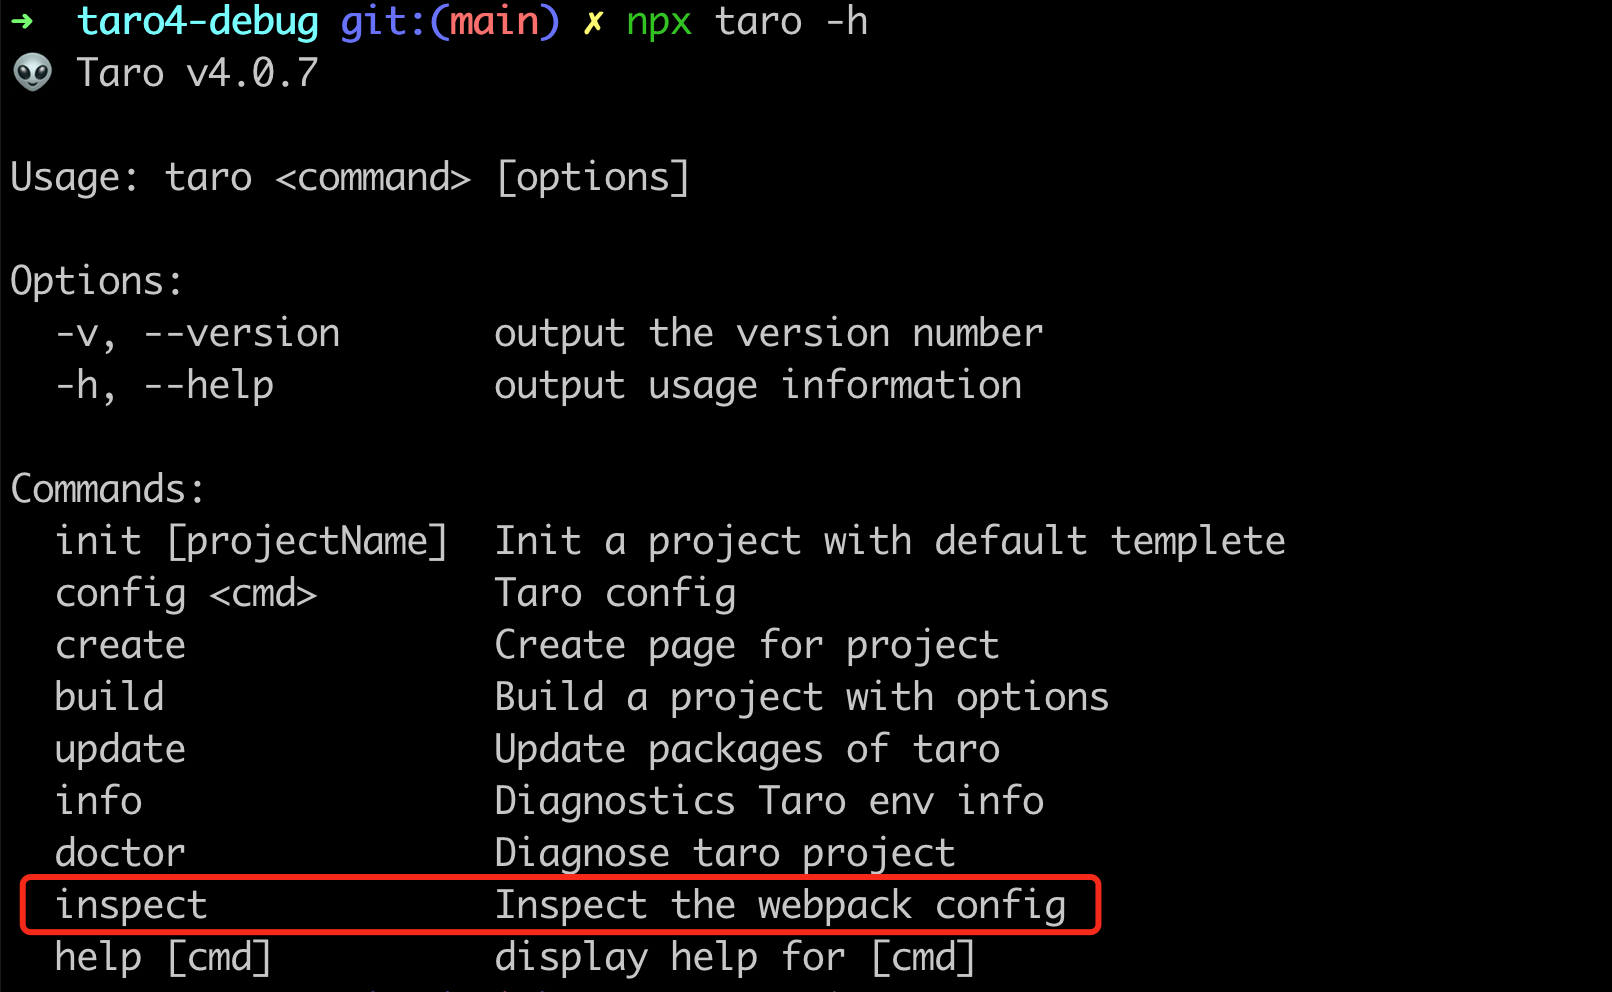 ➜ taro4-debug git:(main) ✗ npx taro -h
👽 Taro v4.0.7
Usage: taro <command> [options]
Options:
-v, --version output the version number
-h, --help output usage information
Commands:
init [projectName] Init a project with default templete
config <cmd> Taro config
create Create page for project
build Build a project with options
update Update packages of taro
info Diagnostics Taro env info
doctor Diagnose taro project
inspect Inspect the webpack config
help [cmd] display help for [cmd]